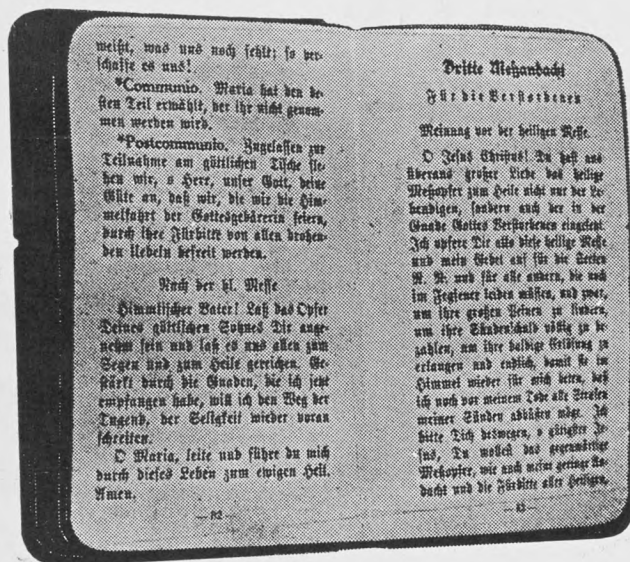 weißt, was uns noch fehlt; so ver-
schaffe es uns!
*Communio. Maria hat den be-
sten Teil erwählt, der ihr nicht genom-
men werden wird.
*Postcommunio. Zugelassen zur
Teilnahme am göttlichen Tische fle-
hen wir, o Herr, unser Gott, deine
Güte an, daß wir, die wir die Him-
melfahrt der Gottesgebärerin feiern,
durch ihre Fürbitte von allen drohen-
den Uebeln befreit werden.
Nach der hl. Messe
Himmlischer Vater! Laß das Opfer
Deines göttlichen Sohnes Dir ange-
nehm sein und laß es uns allen zum
Segen und zum Heile gereichen. Ge-
stärkt durch die Gnaden, die ich jetzt
empfangen habe, will ich den Weg der
Tugend, der Seligkeit wieder voran
schreiten.
O Maria, leite und führe du mich
durch dieses Leben zum ewigen Heil.
Amen.
— 82 —
Dritte Meßandacht
Für die Verstorbenen
Meinung vor der heiligen Messe.
O Jesus Christus! Du hast aus
überaus großer Liebe das heilige
Meßopfer zum Heile nicht nur der Le-
bendigen, sondern auch der in der
Gnade Gottes Verstorbenen eingesetzt.
Ich opfere Dir also diese heilige Messe
und mein Gebet auf für die Seelen
N. N. und für alle andern, die noch
im Fegfeuer leiden müssen, und zwar,
um ihre großen Peinen zu lindern,
um ihre Sündenschuld völlig zu be-
zahlen, um ihre baldige Erlösung zu
erlangen und endlich, damit sie im
Himmel wieder für mich beten, daß
ich noch vor meinem Tode alle Strafen
meiner Sünden abbüßen möge. Ich
bitte Dich deswegen, o gütigster Je-
sus, Du wollest das gegenwärtige
Meßopfer, wie auch meine geringe An-
dacht und die Fürbitte aller Heiligen,
— 83 —